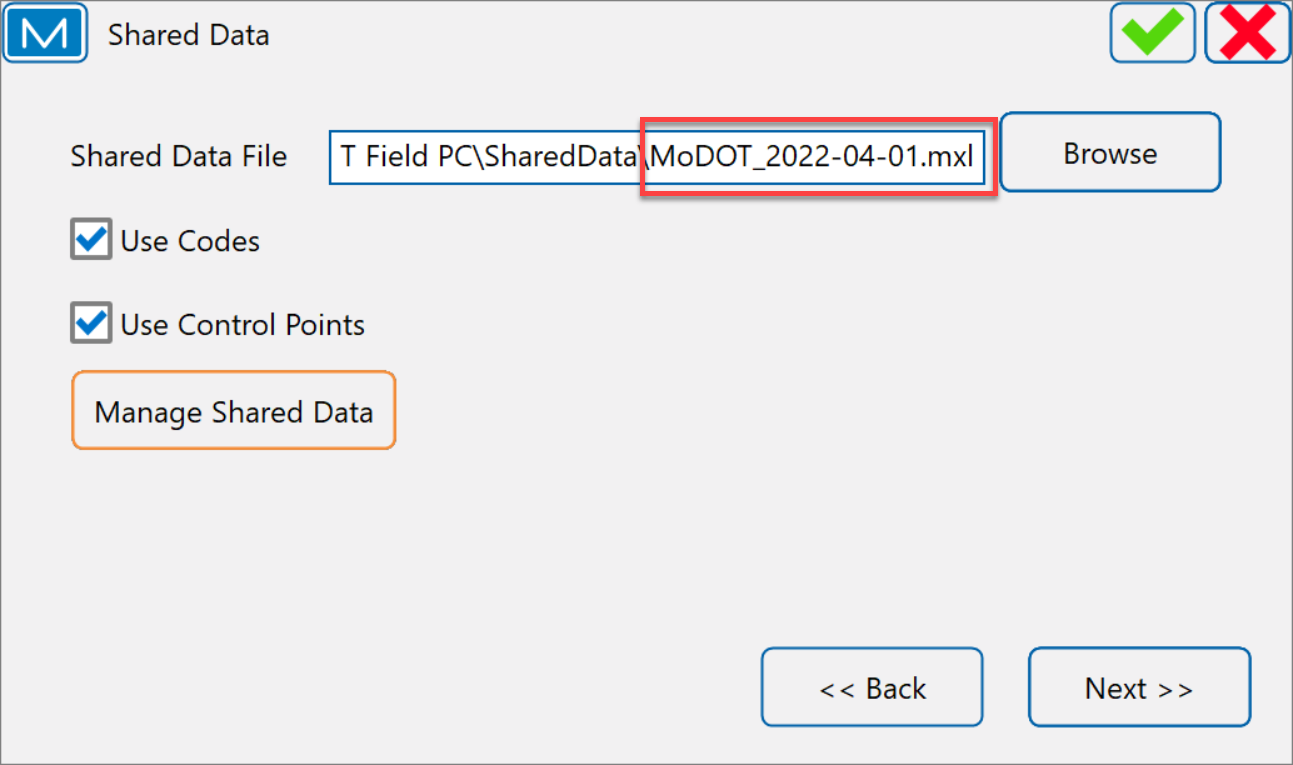 M Shared Data
Shared Data File T Field PC\SharedData\MoDOT_2022-04-01.mxl Browse
Use Codes
Use Control Points
Manage Shared Data
<< Back Next >>